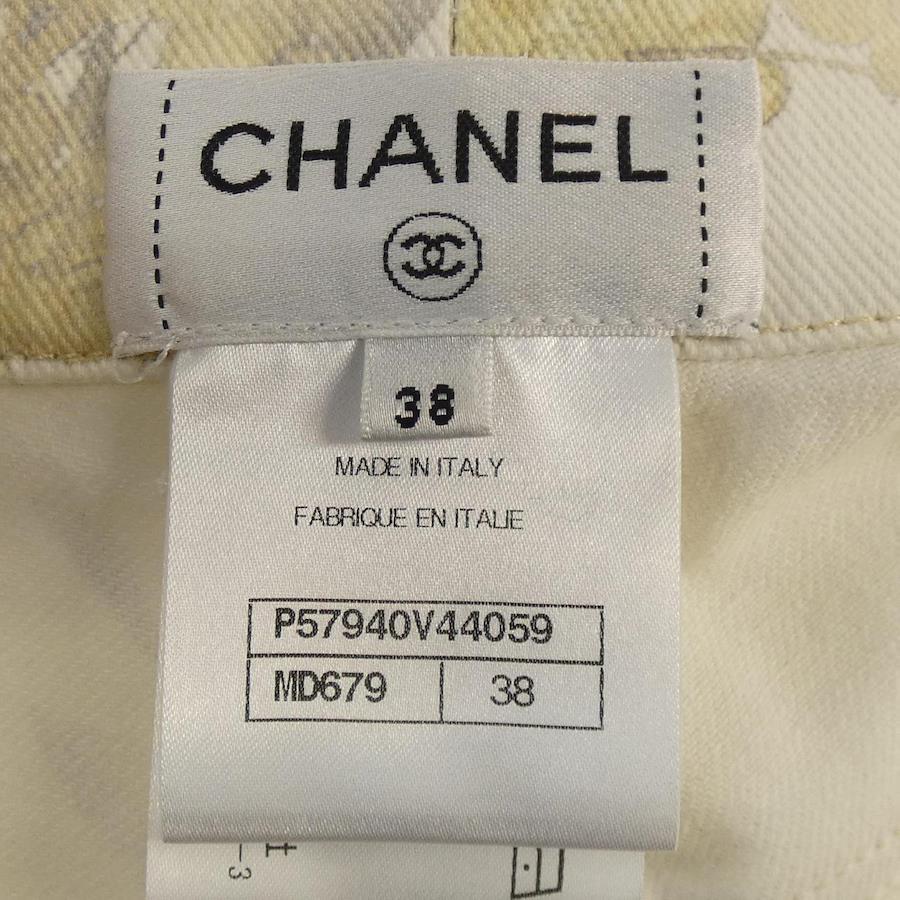 CHANEL
38
MADE IN ITALY
FABRIQUE EN ITALIE
P57940V44059
MD679 38